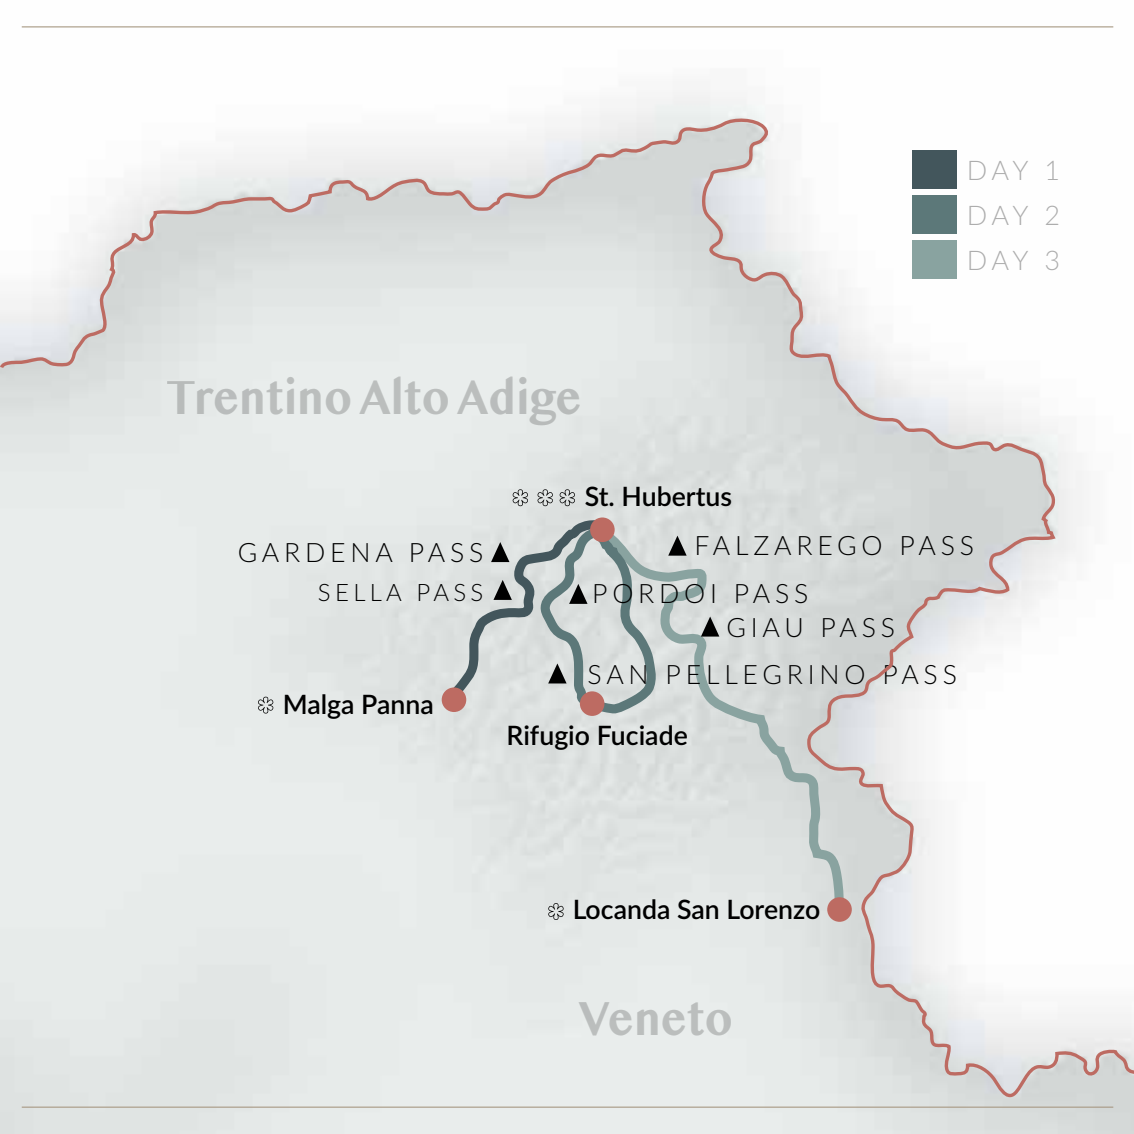 DAY 1
DAY 2
DAY 3
Trentino Alto Adige
St. Hubertus
GARDENA PASS
FALZAREGO PASS
SELLA PASS
PORDOI PASS
GIAU PASS
SAN PELLEGRINO PASS
Malga Panna
Rifugio Fuciade
Locanda San Lorenzo
Veneto